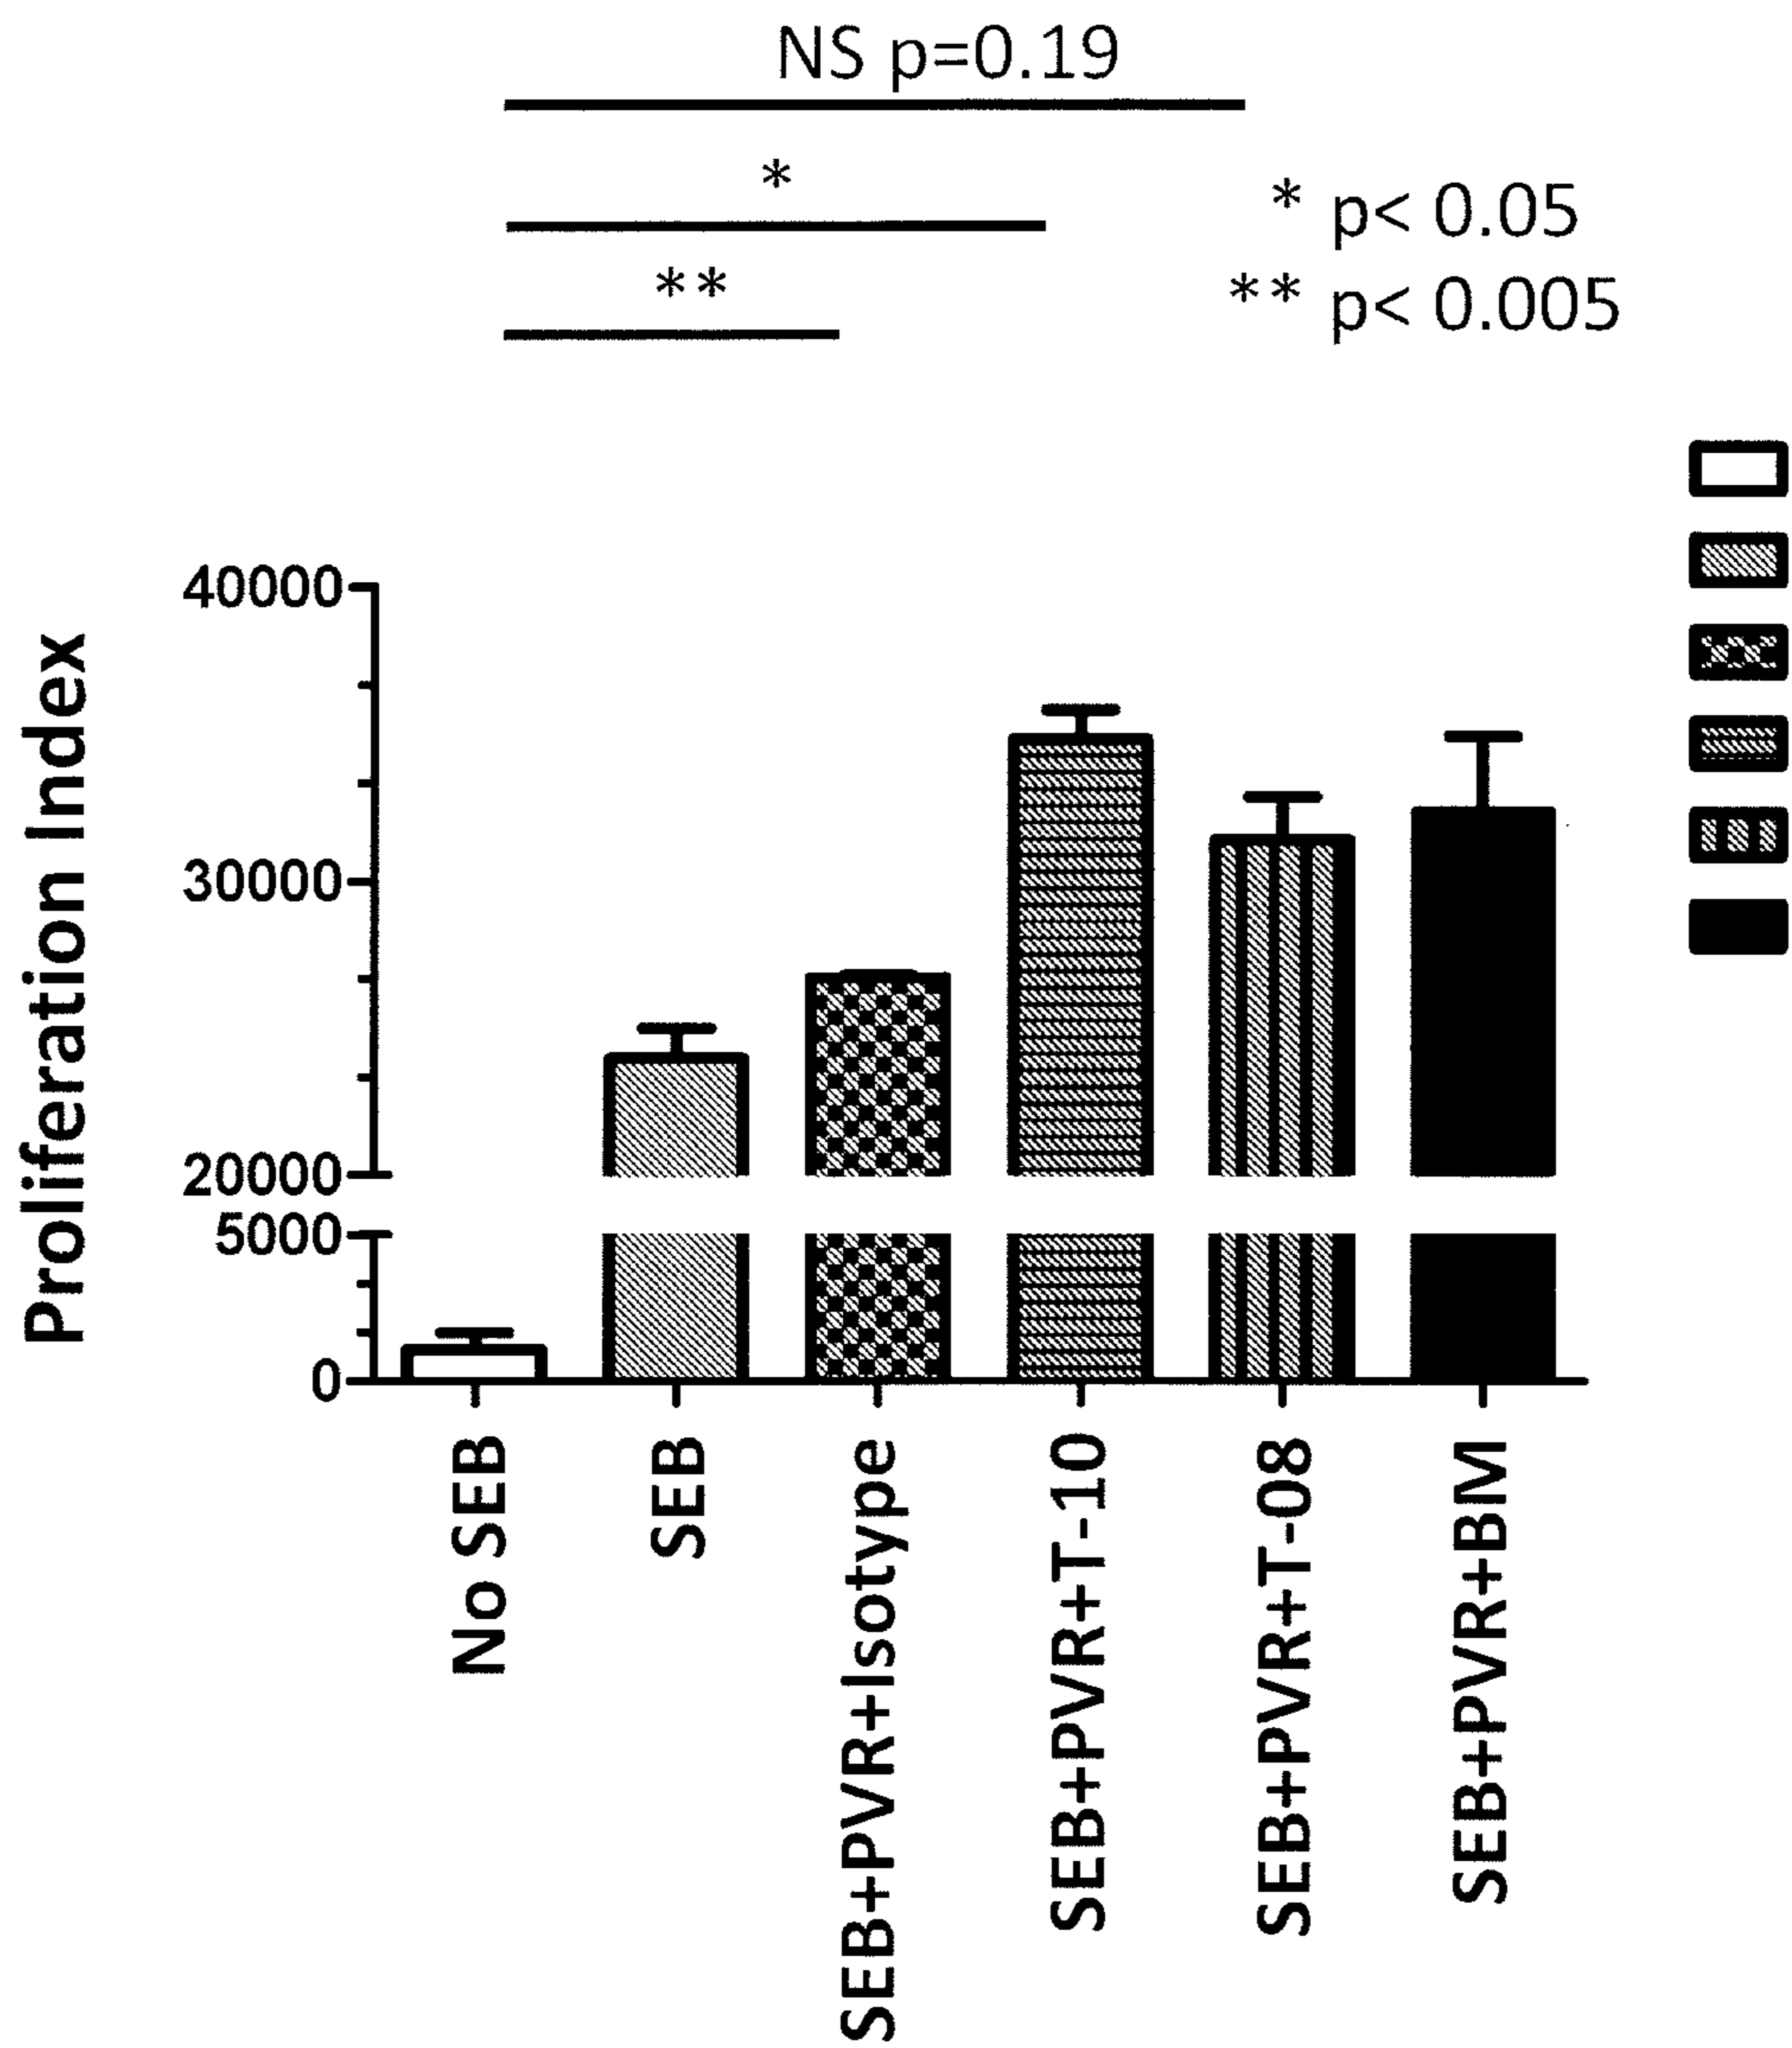 NS p=0.19
*
* p< 0.05
**
** p< 0.005
Proliferation Index
40000
30000
20000
5000
0
No SEB
SEB
SEB+PVR+Isotype
SEB+PVR+T-10
SEB+PVR+T-08
SEB+PVR+BM